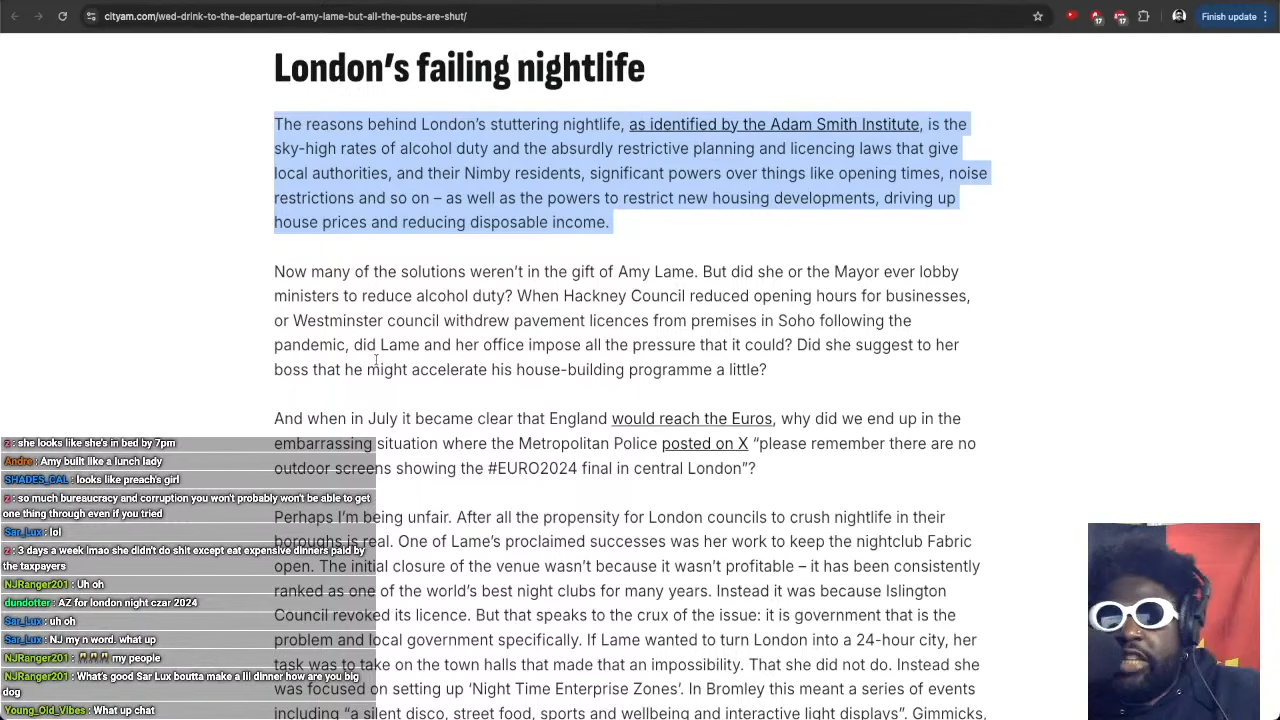 cityam.com/wed-drink-to-the-departure-of-amy-lame-but-all-the-pubs-are-shut/
17
17
Finish update
London's failing nightlife
The reasons behind London's stuttering nightlife, as identified by the Adam Smith Institute, is the
sky-high rates of alcohol duty and the absurdly restrictive planning and licencing laws that give
local authorities, and their Nimby residents, significant powers over things like opening times, noise
restrictions and so on – as well as the powers to restrict new housing developments, driving up
house prices and reducing disposable income.
Now many of the solutions weren't in the gift of Amy Lame. But did she or the Mayor ever lobby
ministers to reduce alcohol duty? When Hackney Council reduced opening hours for businesses,
or Westminster council withdrew pavement licences from premises in Soho following the
pandemic, did Lame and her office impose all the pressure that it could? Did she suggest to her
boss that he might accelerate his house-building programme a little?
And when in July it became clear that England would reach the Euros, why did we end up in the
embarrassing situation where the Metropolitan Police posted on X “please remember there are no
outdoor screens showing the #EURO2024 final in central London”?
Perhaps I'm being unfair. After all the propensity for London councils to crush nightlife in their
boroughs is real. One of Lame's proclaimed successes was her work to keep the nightclub Fabric
open. The initial closure of the venue wasn't because it wasn't profitable – it has been consistently
ranked as one of the world's best night clubs for many years. Instead it was because Islington
Council revoked its licence. But that speaks to the crux of the issue: it is government that is the
problem and local government specifically. If Lame wanted to turn London into a 24-hour city, her
task was to take on the town halls that made that an impossibility. That she did not do. Instead she
was focused on setting up ‘Night Time Enterprise Zones’. In Bromley this meant a series of events
including “a silent disco, street food, sports and wellbeing and interactive light displays”. Gimmicks,
z : she looks like she's in bed by 7pm
Andre : Amy built like a lunch lady
SHADES_CAL : looks like preach's girl
z : so much bureaucracy and corruption you won't probably won't be able to get
one thing through even if you tried
Sar_Lux : lol
z : 3 days a week lmao she didn't do shit except eat expensive dinners paid by
the taxpayers
NJRanger201 : Uh oh
dundotter : AZ for london night czar 2024
Sar_Lux : uh oh
Sar_Lux : NJ my n word. what up
NJRanger201 : my people
NJRanger201 : What's good Sar Lux boutta make a lil dinner how are you big
dog
Young_Old_Vibes : What up chat